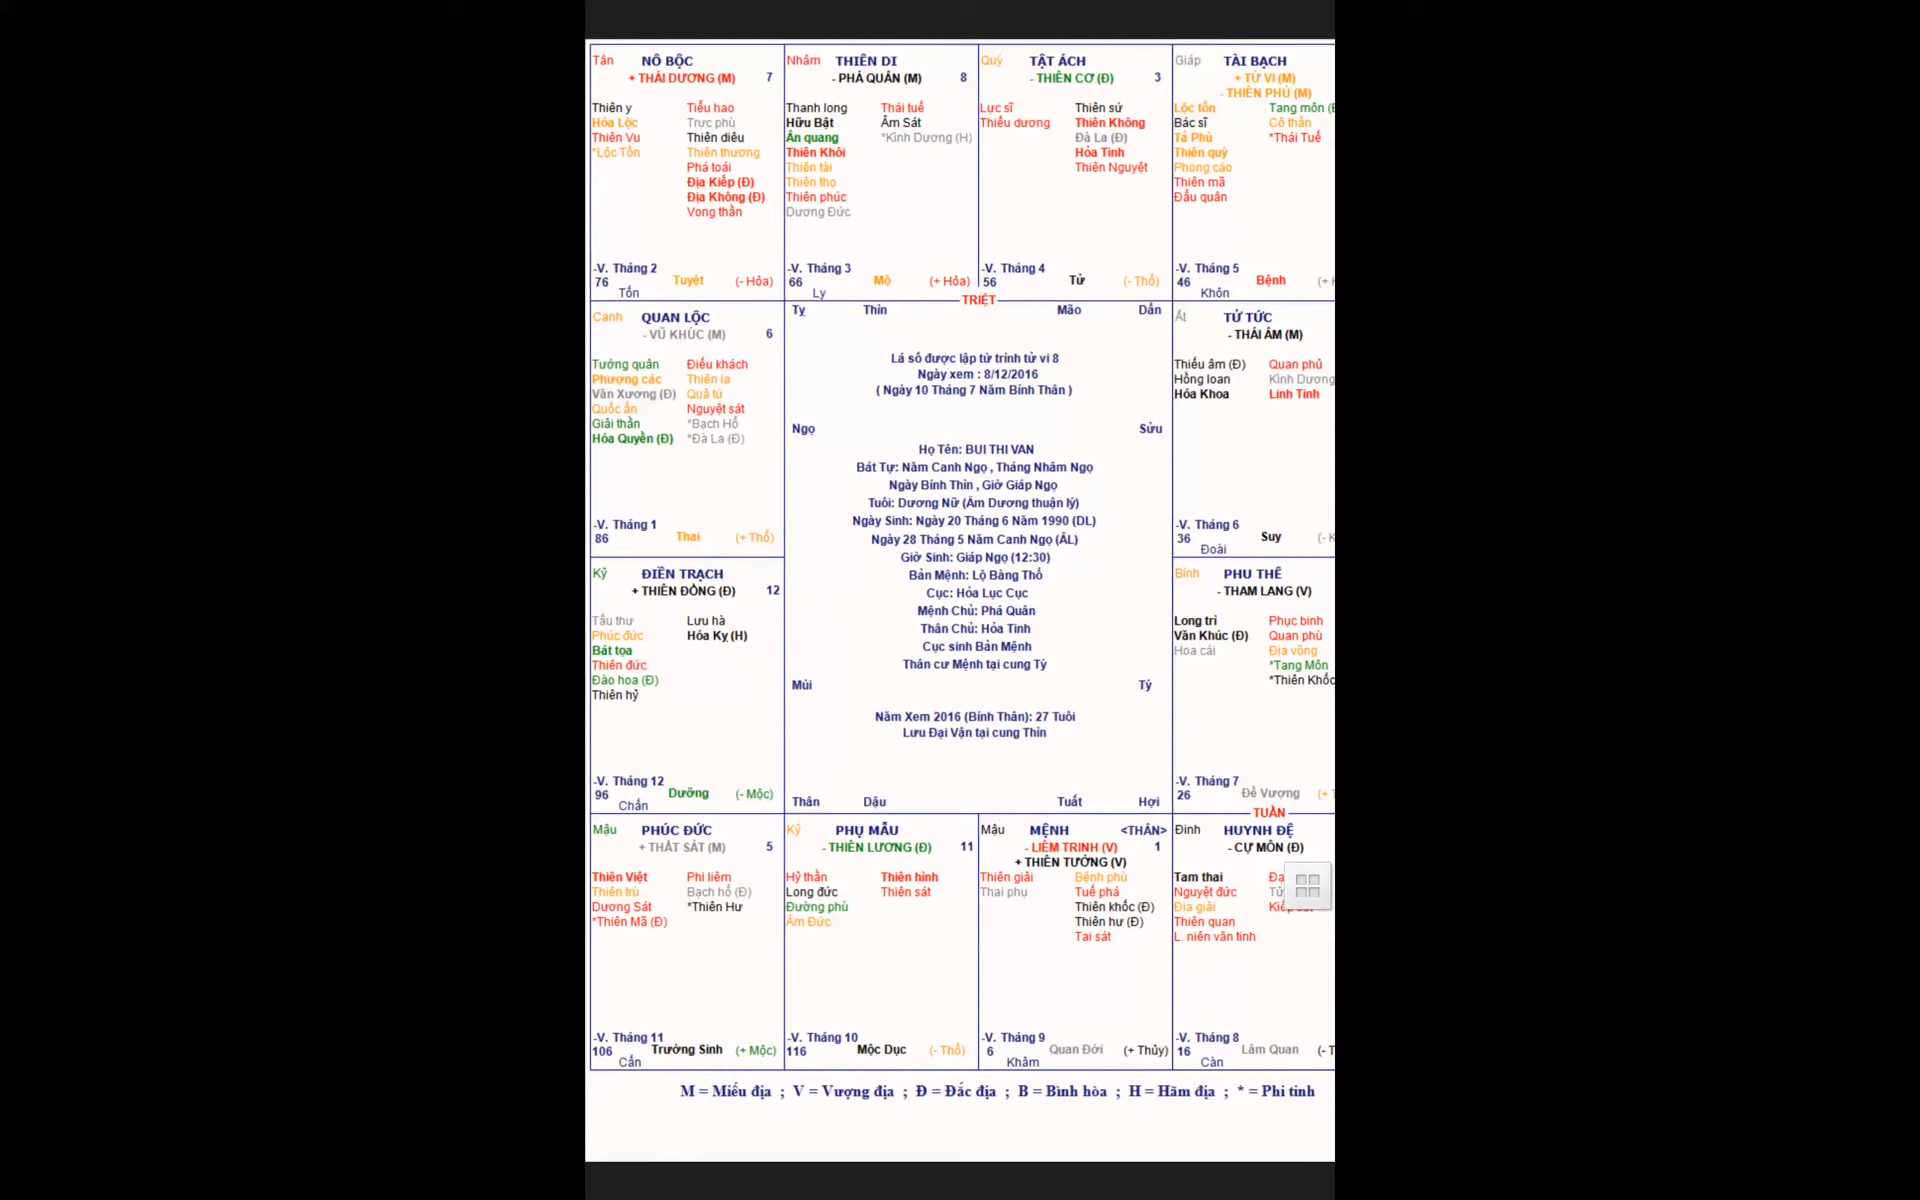 Tân NÔ BỘC
+ THÁI DƯƠNG (M) 7
Thiên y Tiểu hao
Hóa Lộc Trực phù
Thiên Vu Thiên diêu
*Lộc Tồn Thiên thương
Phá toái
Địa Kiếp (Đ)
Địa Không (Đ)
Vong thần
-V. Tháng 2
76 Tuyệt (- Hỏa)
Tốn
Nhâm THIÊN DI
- PHÁ QUÂN (M) 8
Thanh long Thái tuế
Hữu Bật Âm Sát
Ân quang *Kình Dương (H)
Thiên Khôi
Thiên tài
Thiên thọ
Thiên phúc
Dương Đức
-V. Tháng 3
66 Mộ (+ Hỏa)
Ly
Quý TẬT ÁCH
- THIÊN CƠ (Đ) 3
Lực sĩ Thiên sứ
Thiếu dương Thiên Không
Đà La (Đ)
Hỏa Tinh
Thiên Nguyệt
-V. Tháng 4
56 Tử (- Thổ)
Giáp TÀI BẠCH
+ TỬ VI (M)
- THIÊN PHỦ (M)
Lộc tồn Tang môn
Bác sĩ Cô thần
Tả Phù *Thái Tuế
Thiên quý
Phong cáo
Thiên mã
Đẩu quân
-V. Tháng 5
46 Bệnh (+
Khôn
TRIỆT
Canh QUAN LỘC
- VŨ KHÚC (M) 6
Tướng quân Điếu khách
Phượng các Thiên la
Văn Xương (Đ) Quả tú
Quốc ấn Nguyệt sát
Giải thần *Bạch Hổ
Hóa Quyền (Đ) *Đà La (Đ)
-V. Tháng 1
86 Thai (+ Thổ)
Tỵ Thìn Mão Dần
Lá số được lập từ trình tử vi 8
Ngày xem : 8/12/2016
( Ngày 10 Tháng 7 Năm Bính Thân )
Ngọ Sửu
Họ Tên: BUI THI VAN
Bát Tự: Năm Canh Ngọ , Tháng Nhâm Ngọ
Ngày Bính Thìn , Giờ Giáp Ngọ
Tuổi: Dương Nữ (Âm Dương thuận lý)
Ngày Sinh: Ngày 20 Tháng 6 Năm 1990 (DL)
Ngày 28 Tháng 5 Năm Canh Ngọ (ÂL)
Giờ Sinh: Giáp Ngọ (12:30)
Bản Mệnh: Lộ Bàng Thổ
Cục: Hỏa Lục Cục
Mệnh Chủ: Phá Quân
Thân Chủ: Hỏa Tinh
Cục sinh Bản Mệnh
Thân cư Mệnh tại cung Tý
Mùi Tý
Năm Xem 2016 (Bính Thân): 27 Tuổi
Lưu Đại Vận tại cung Thìn
Thân Dậu Tuất Hợi
Ất TỬ TỨC
- THÁI ÂM (M)
Thiếu âm (Đ) Quan phủ
Hồng loan Kình Dương
Hóa Khoa Linh Tinh
-V. Tháng 6
36 Suy (-
Đoài
Kỷ ĐIỀN TRẠCH
+ THIÊN ĐỒNG (Đ) 12
Tấu thư Lưu hà
Phúc đức Hóa Kỵ (H)
Bát tọa
Thiên đức
Đào hoa (Đ)
Thiên hỷ
-V. Tháng 12
96 Dưỡng (- Mộc)
Chấn
Bính PHU THÊ
- THAM LANG (V)
Long trì Phục binh
Văn Khúc (Đ) Quan phù
Hoa cái Địa võng
*Tang Môn
*Thiên Khốc
-V. Tháng 7
26 Đế Vượng (+
TUẦN
Mậu PHÚC ĐỨC
+ THẤT SÁT (M) 5
Thiên Việt Phi liêm
Thiên trù Bạch hổ (Đ)
Dương Sát *Thiên Hư
*Thiên Mã (Đ)
-V. Tháng 11
106 Trường Sinh (+ Mộc)
Cấn
Kỷ PHỤ MẪU
- THIÊN LƯƠNG (Đ) 11
Hỷ thần Thiên hình
Long đức Thiên sát
Đường phù
Âm Đức
-V. Tháng 10
116 Mộc Dục (- Thổ)
Mậu MỆNH <THÂN>
- LIÊM TRINH (V) 1
+ THIÊN TƯỚNG (V)
Thiên giải Bệnh phù
Thai phụ Tuế phá
Thiên khốc (Đ)
Thiên hư (Đ)
Tai sát
-V. Tháng 9
6 Quan Đới (+ Thủy)
Khảm
Đinh HUYNH ĐỆ
- CỰ MÔN (Đ)
Tam thai
Nguyệt đức
Địa giải
Thiên quan
L. niên văn tinh
-V. Tháng 8
16 Lâm Quan (-
Càn
M = Miếu địa ; V = Vượng địa ; Đ = Đắc địa ; B = Bình hòa ; H = Hãm địa ; * = Phi tinh